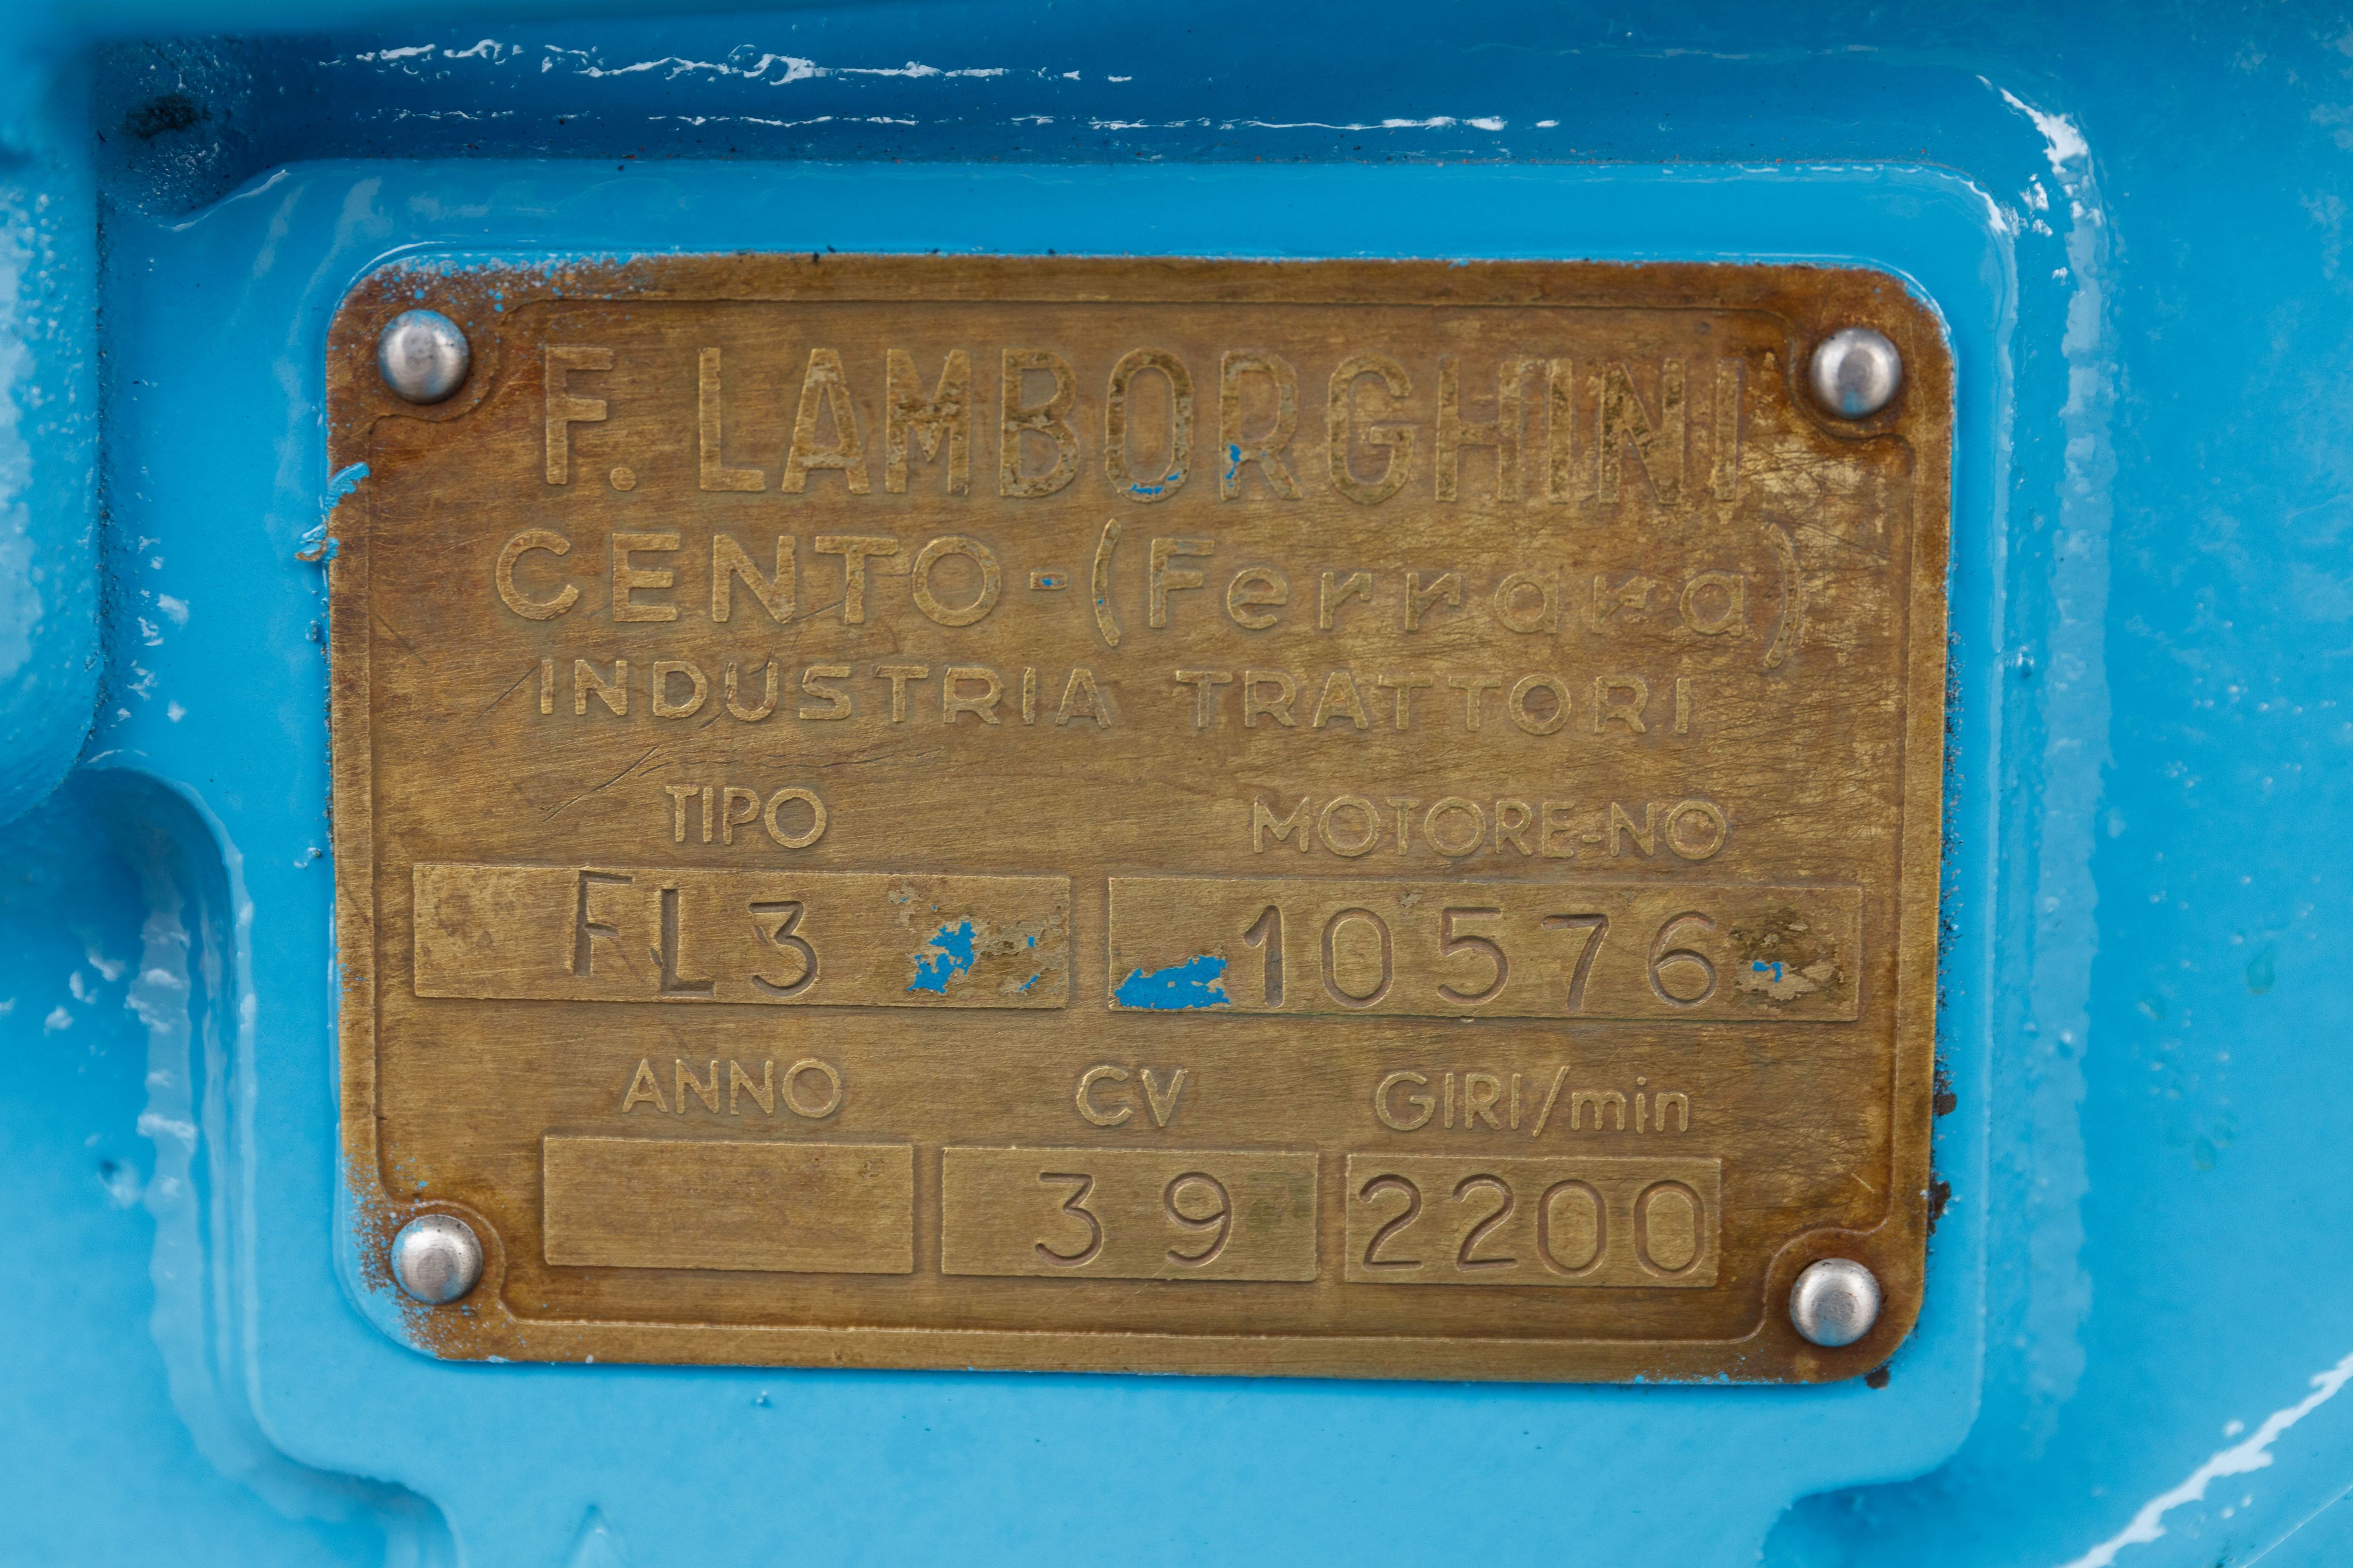 F. LAMBORGHINI
CENTO-(Ferrara)
INDUSTRIA TRATTORI
TIPO MOTORE-NO
FL3 10576
ANNO CV GIRI/min
39 2200